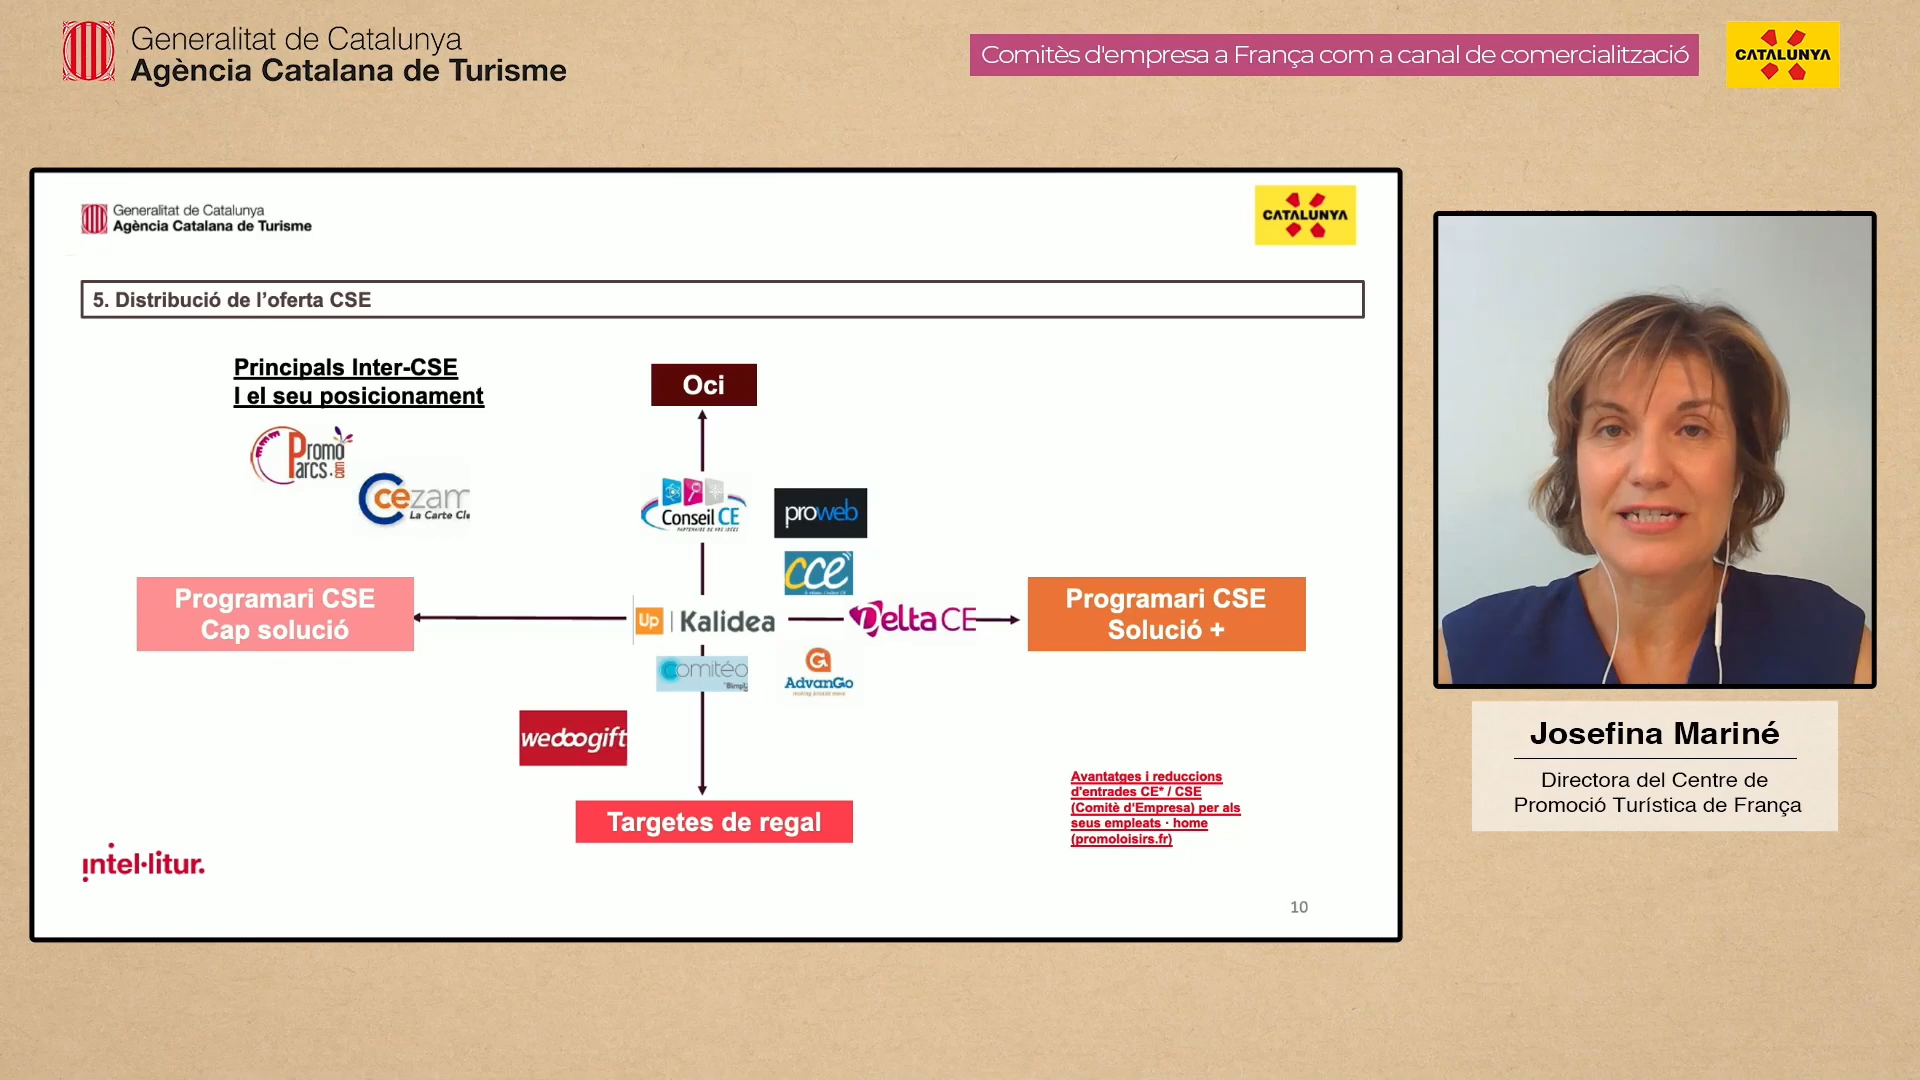 Generalitat de Catalunya
Agència Catalana de Turisme
Comitès d'empresa a França com a canal de comercialització
CATALUNYA
Generalitat de Catalunya
Agència Catalana de Turisme
CATALUNYA
5. Distribució de l'oferta CSE
Principals Inter-CSE
I el seu posicionament
Oci
Promo
Parcs.com
cezam
La Carte Cl
Conseil CE
proweb
cce
Programari CSE
Cap solució
Up | Kalidea
Delta CE
Programari CSE
Solució +
comitéo
AdvanGo
wedoogift
Targetes de regal
Avantatges i reduccions
d'entrades CE* / CSE
(Comitè d'Empresa) per als
seus empleats · home
(promoloisirs.fr)
intel·litur.
10
Josefina Mariné
Directora del Centre de
Promoció Turística de França